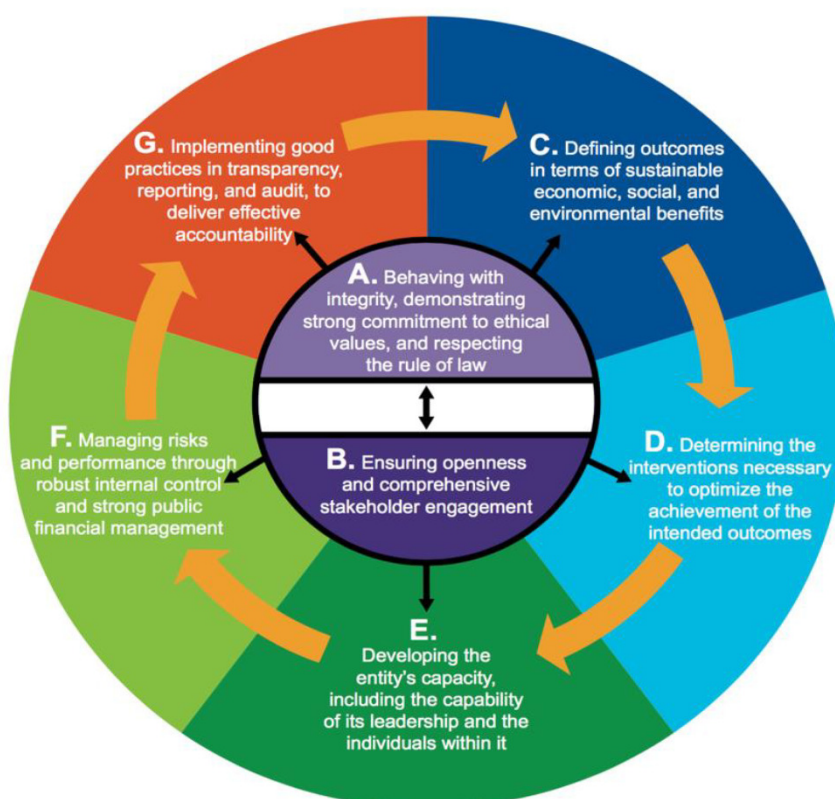 A. Behaving with
integrity, demonstrating
strong commitment to ethical
values, and respecting
the rule of law
B. Ensuring openness
and comprehensive
stakeholder engagement
C. Defining outcomes
in terms of sustainable
economic, social, and
environmental benefits
D. Determining the
interventions necessary
to optimize the
achievement of the
intended outcomes
E.
Developing the
entity's capacity,
including the capability
of its leadership and the
individuals within it
F. Managing risks
and performance through
robust internal control
and strong public
financial management
G. Implementing good
practices in transparency,
reporting, and audit, to
deliver effective
accountability